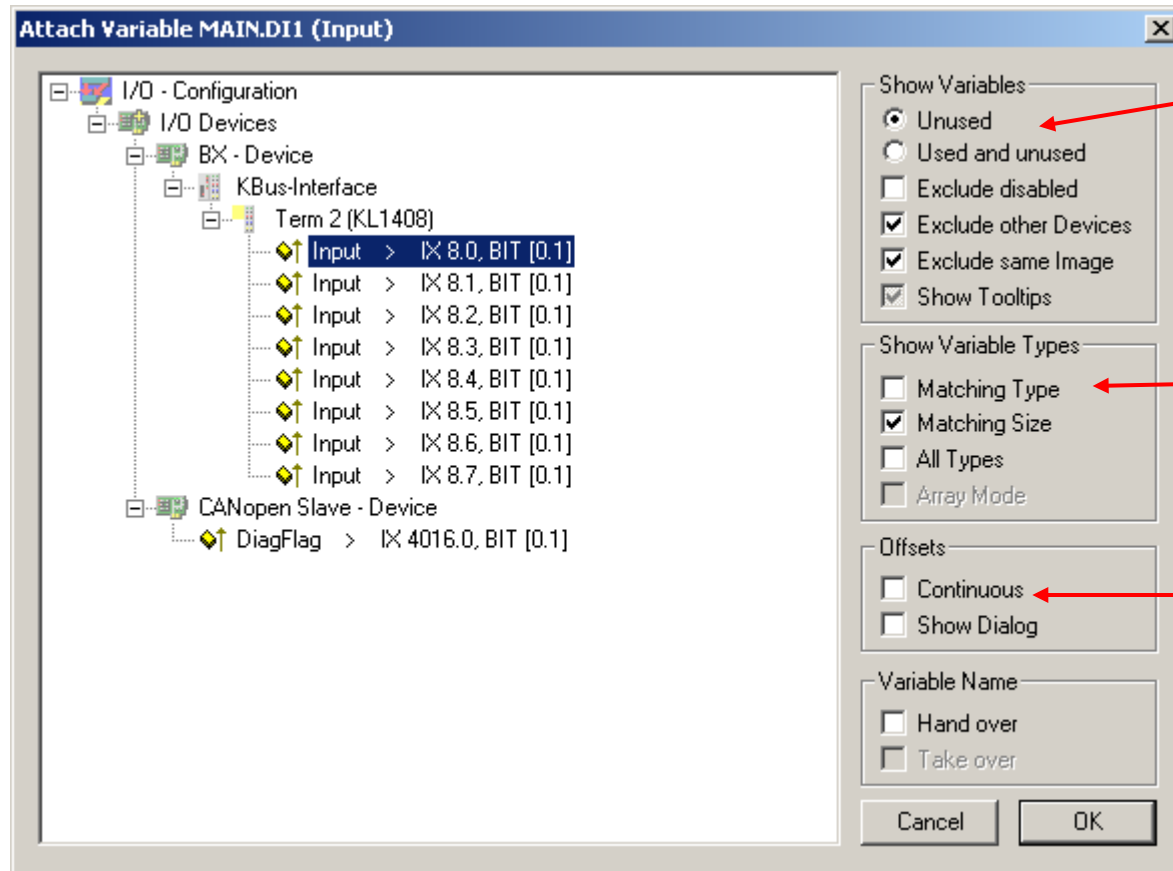 Attach Variable MAIN.DI1 (Input)
I/O - Configuration
I/O Devices
BX - Device
KBus-Interface
Term 2 (KL1408)
Input > IX 8.0, BIT [0.1]
Input > IX 8.1, BIT [0.1]
Input > IX 8.2, BIT [0.1]
Input > IX 8.3, BIT [0.1]
Input > IX 8.4, BIT [0.1]
Input > IX 8.5, BIT [0.1]
Input > IX 8.6, BIT [0.1]
Input > IX 8.7, BIT [0.1]
CANopen Slave - Device
DiagFlag > IX 4016.0, BIT [0.1]
Show Variables
Unused
Used and unused
Exclude disabled
Exclude other Devices
Exclude same Image
Show Tooltips
Show Variable Types
Matching Type
Matching Size
All Types
Array Mode
Offsets
Continuous
Show Dialog
Variable Name
Hand over
Take over
Cancel
OK